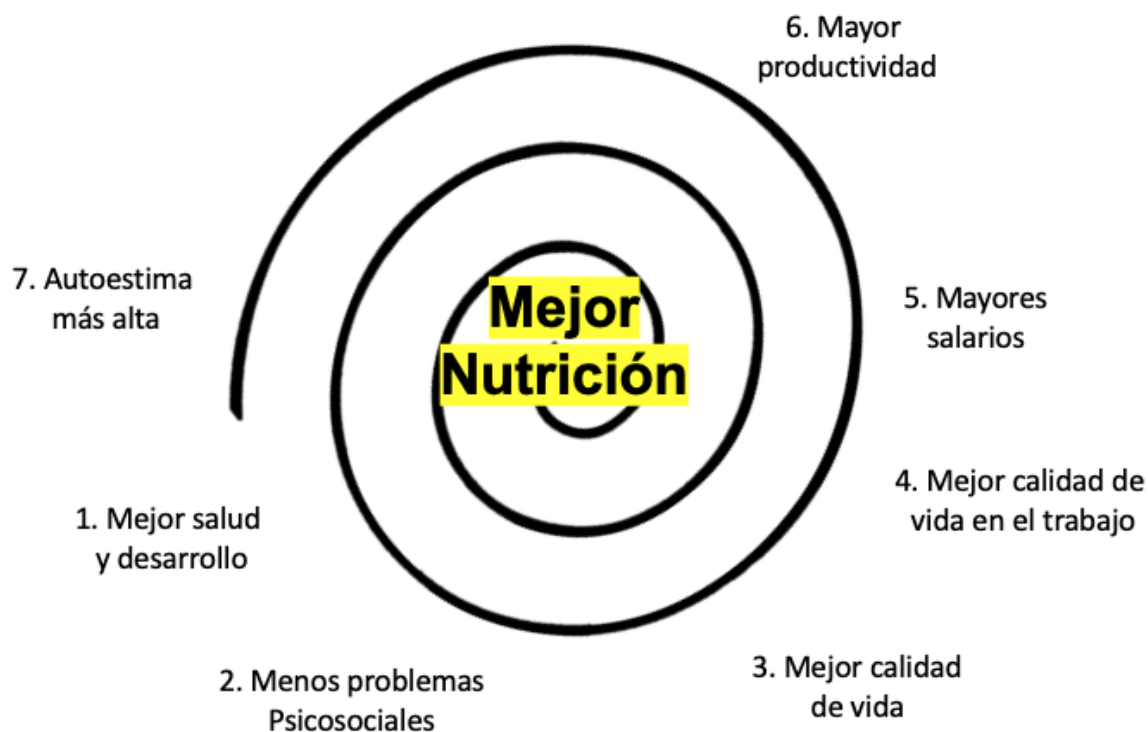 6. Mayor
productividad
7. Autoestima
más alta
Mejor
Nutrición
5. Mayores
salarios
4. Mejor calidad de
vida en el trabajo
1. Mejor salud
y desarrollo
3. Mejor calidad
de vida
2. Menos problemas
Psicosociales